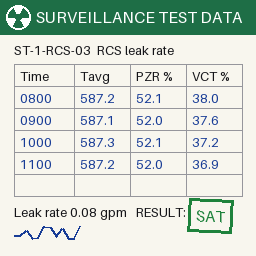 SURVEILLANCE TEST DATA
ST-1-RCS-03 RCS leak rate
Time Tavg PZR % VCT %
0800 587.2 52.1 38.0
0900 587.1 52.0 37.6
1000 587.3 52.1 37.2
1100 587.2 52.0 36.9
Leak rate 0.08 gpm RESULT: SAT